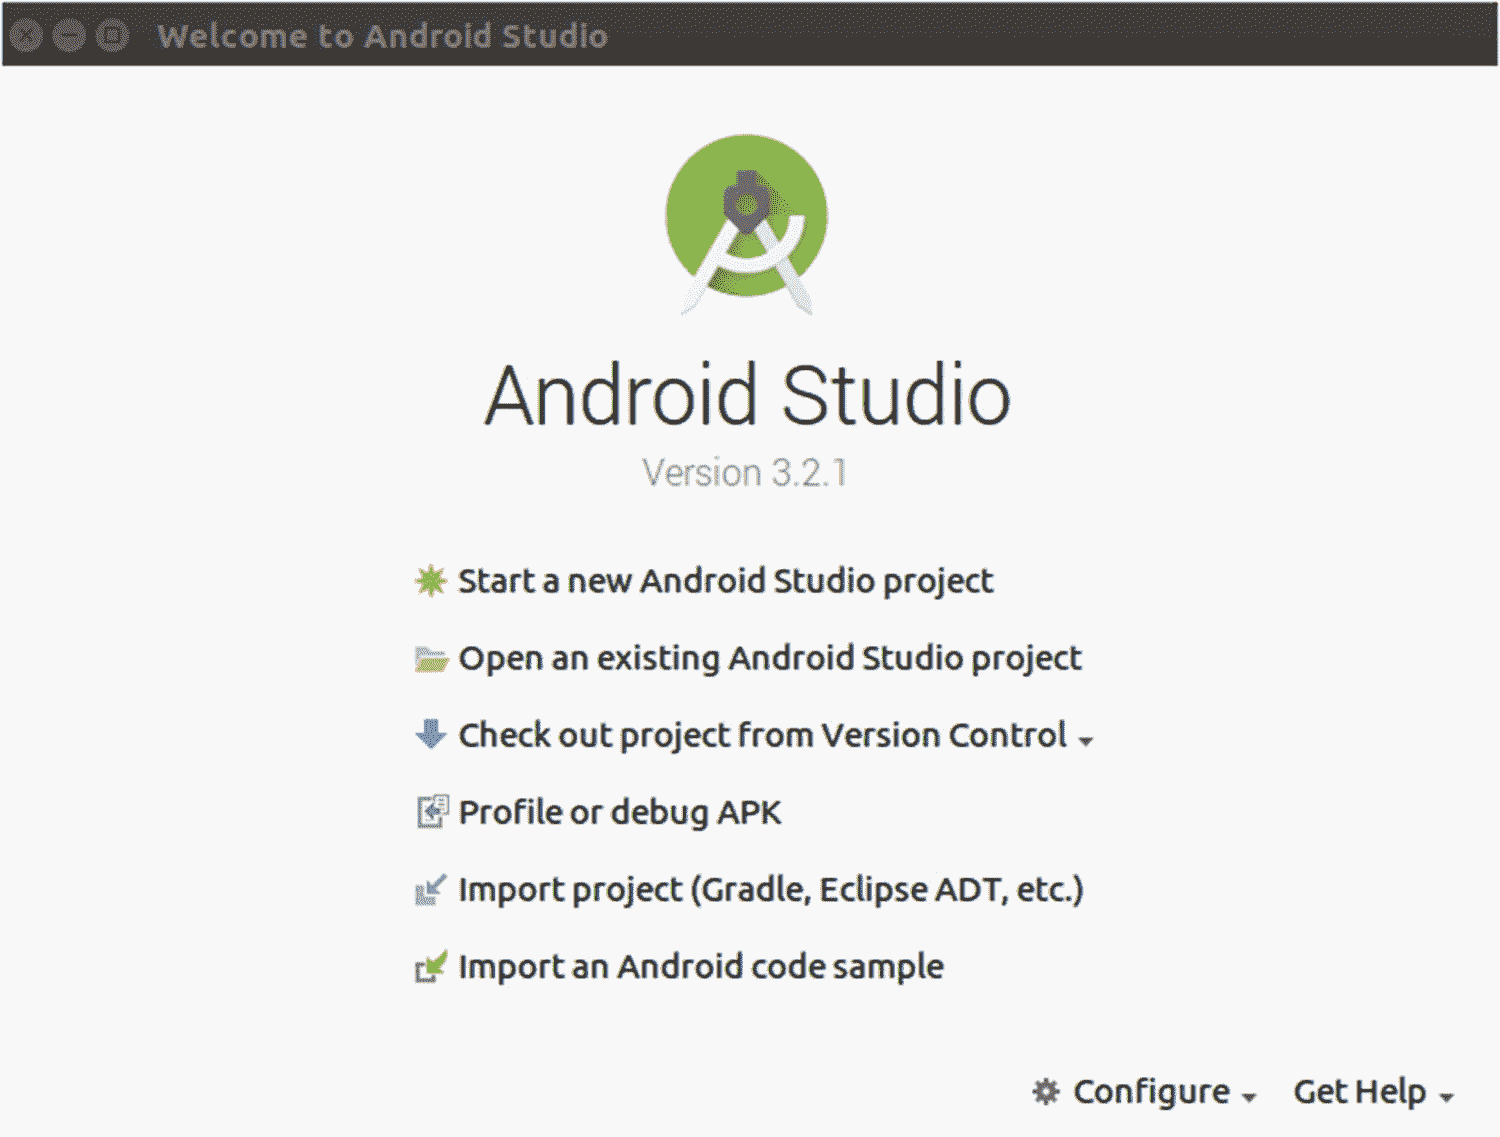 Welcome to Android Studio
Android Studio
Version 3.2.1
Start a new Android Studio project
Open an existing Android Studio project
Check out project from Version Control
Profile or debug APK
Import project (Gradle, Eclipse ADT, etc.)
Import an Android code sample
Configure Get Help